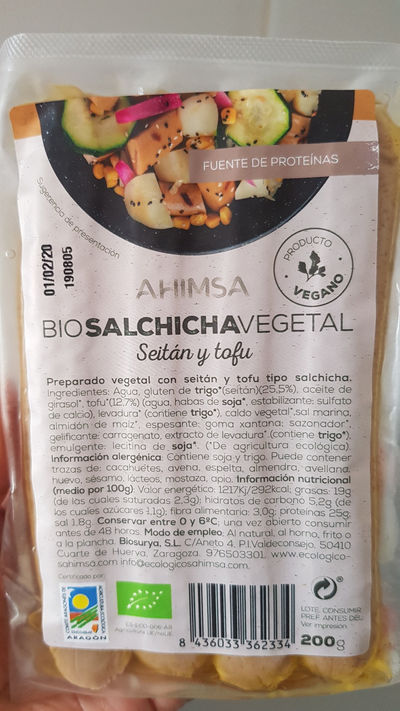 FUENTE DE PROTEÍNAS
Sugerencia de presentación
01/02/20
190805
PRODUCTO
VEGANO
AHIMSA
BIOSALCHICHAVEGETAL
Seitán y tofu
Preparado vegetal con seitán y tofu tipo salchicha.
Ingredientes: Agua, gluten de trigo*(seitán)(25,5%), aceite de
girasol*, tofu*(12,7%) (agua, habas de soja*, estabilizante: sulfato
de calcio), levadura* (contiene trigo*), caldo vegetal*,sal marina,
almidón de maíz*, espesante: goma xantana; sazonador*,
gelificante: carragenato, extracto de levadura*.(contiene trigo*);
emulgente: lecitina de soja*. (*De agricultura ecológica).
Información alergénica: Contiene soja y trigo. Puede contener
trazas de: cacahuetes, avena, espelta, almendra, avellana,
huevo, sésamo, lácteos, mostaza, apio. Información nutricional
(medio por 100g). Valor energético: 1217KJ/292kcal; grasas: 19g
(de las cuales saturadas 2,3g); hidratos de carbono 5,2g (de
los cuales azúcares 1,1g); fibra alimentaria: 3,0g; proteínas 25g;
sal 1,8g. Conservar entre 0 y 6ºC, una vez abierto consumir
antes de 48 horas. Modo de empleo: Al natural, al horno, frito o
a la plancha. Biosurya, S.L. C/Aneto 4. P.I.Valdeconsejo. 50410
Cuarte de Huerva. Zaragoza. 976503301. www.ecologico-
sahimsa.com info@ecologicosahimsa.com
Certificado por:
ARAGÓN
ES-ECO-006-AR
Agricultura UE/noUE
8 436033 362334
LOTE, CONSUMIR
PREF. ANTES DEL:
Ver impresión
200g